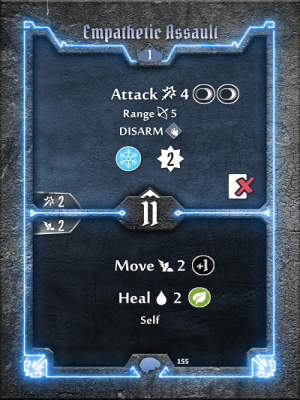 Empathetic Assault
1
Attack 4
Range 5
DISARM
2
2
11
2
Move 2 +1
Heal 2
Self
155